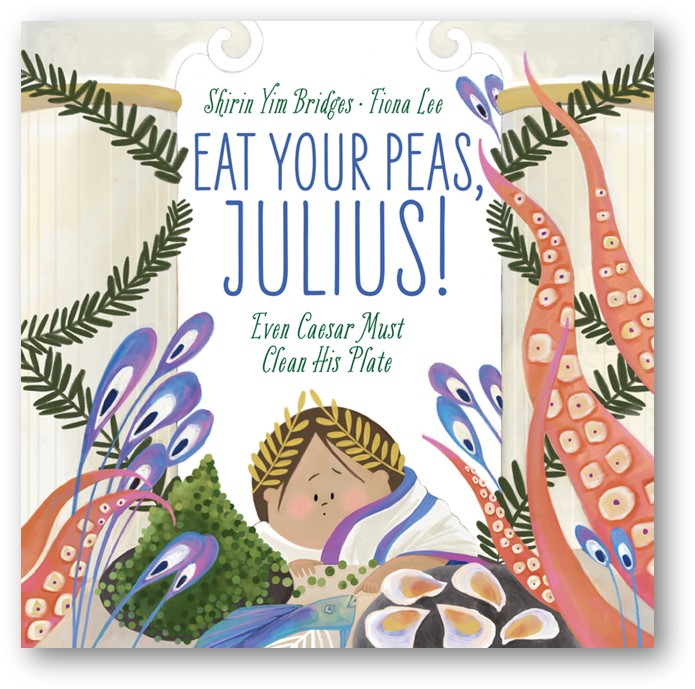 Shirin Yim Bridges · Fiona Lee
EAT YOUR PEAS,
JULIUS!
Even Caesar Must
Clean His Plate